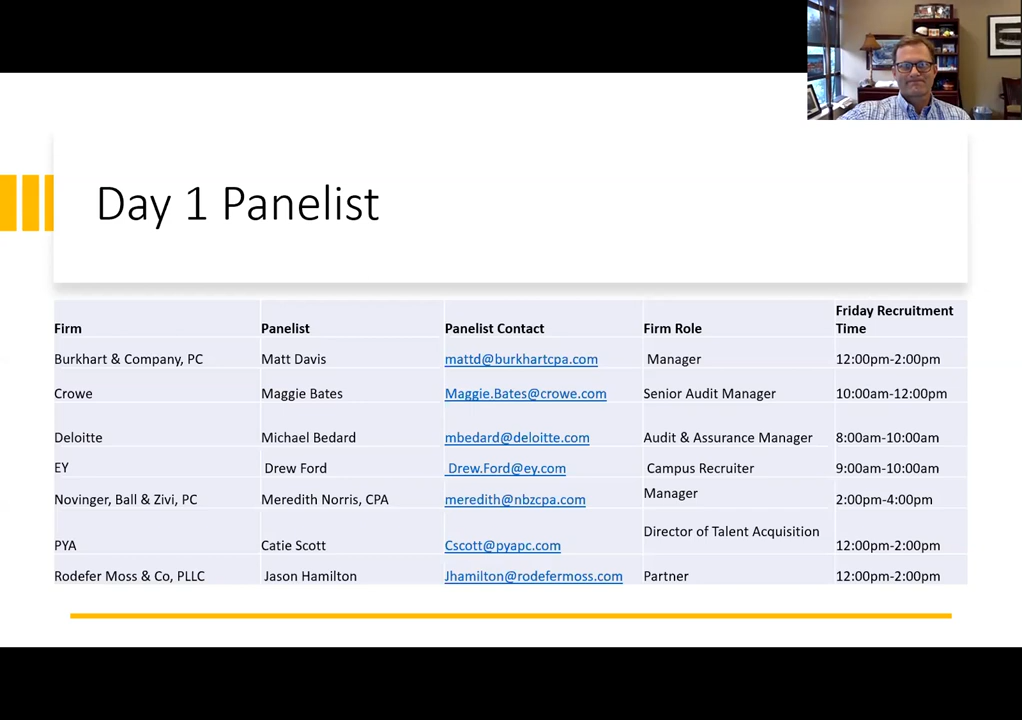 Day 1 Panelist
Firm Panelist Panelist Contact Firm Role Friday Recruitment Time
Burkhart & Company, PC Matt Davis mattd@burkhartcpa.com Manager 12:00pm-2:00pm
Crowe Maggie Bates Maggie.Bates@crowe.com Senior Audit Manager 10:00am-12:00pm
Deloitte Michael Bedard mbedard@deloitte.com Audit & Assurance Manager 8:00am-10:00am
EY Drew Ford Drew.Ford@ey.com Campus Recruiter 9:00am-10:00am
Novinger, Ball & Zivi, PC Meredith Norris, CPA meredith@nbzcpa.com Manager 2:00pm-4:00pm
PYA Catie Scott Cscott@pyapc.com Director of Talent Acquisition 12:00pm-2:00pm
Rodefer Moss & Co, PLLC Jason Hamilton Jhamilton@rodefermoss.com Partner 12:00pm-2:00pm